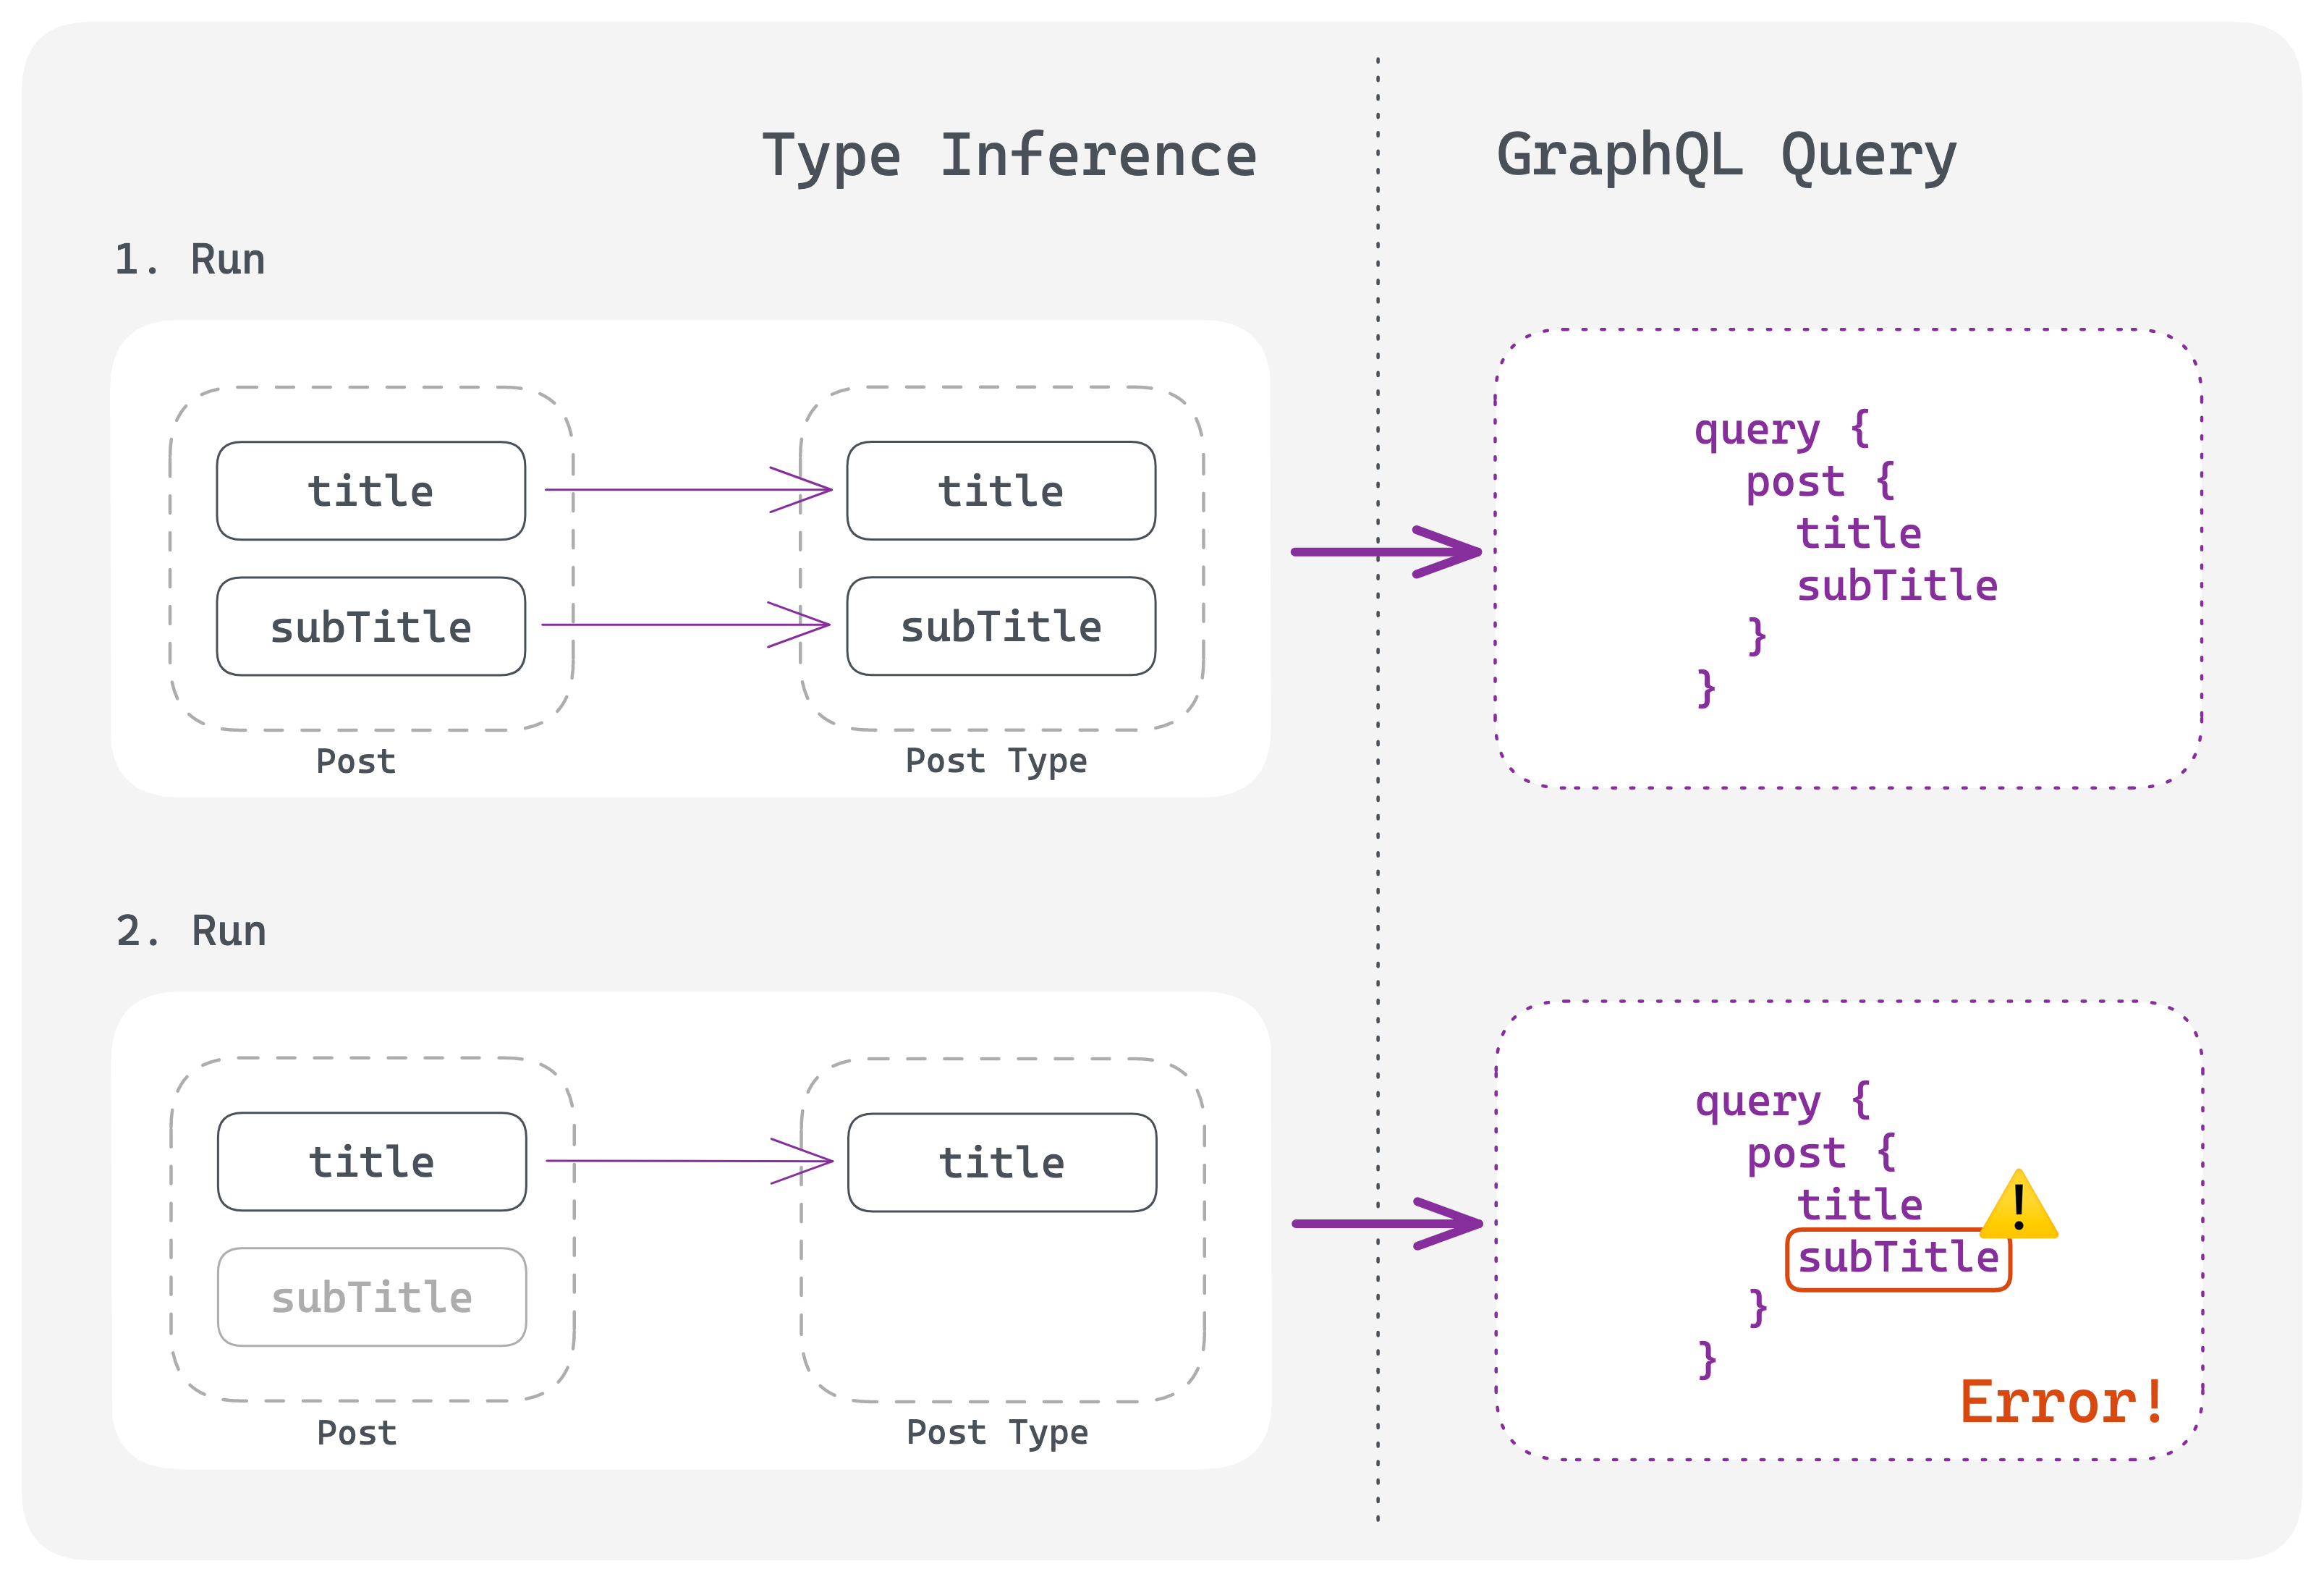 Type Inference
GraphQL Query
1. Run
title
title
subTitle
subTitle
Post
Post Type
query {
post {
title
subTitle
}
}
2. Run
title
title
subTitle
Post
Post Type
query {
post {
title
subTitle
}
}
Error!